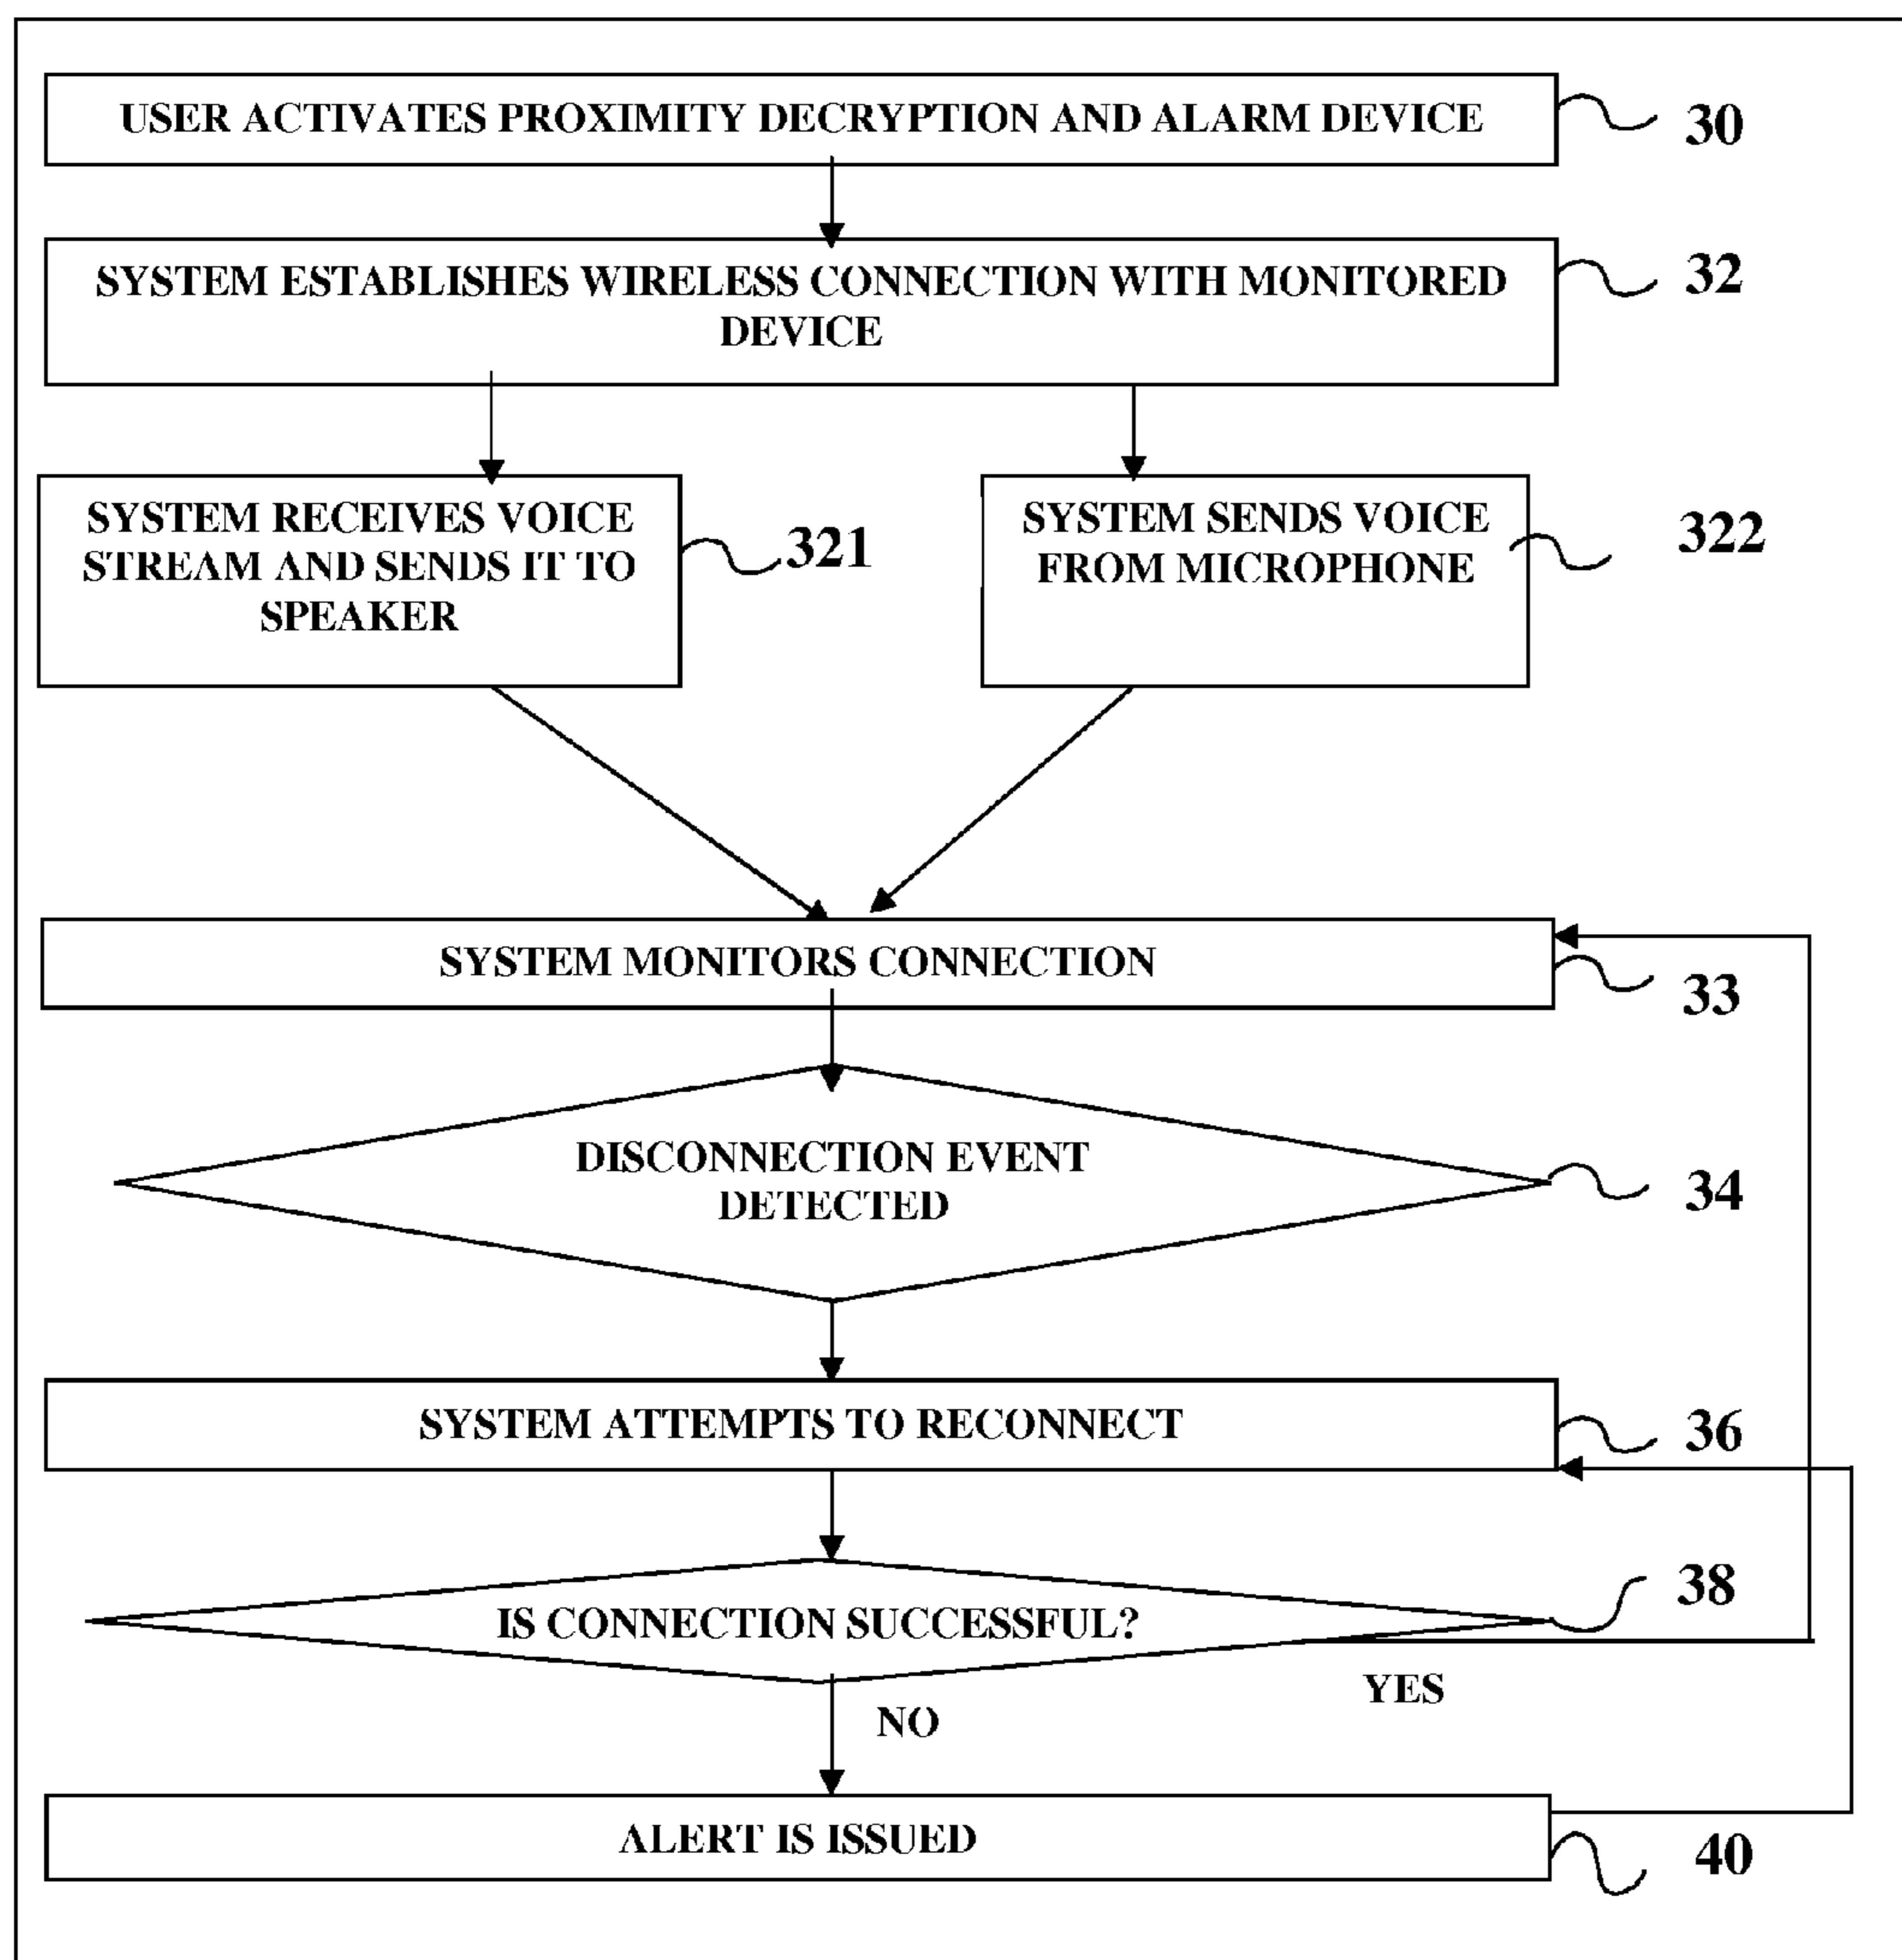 USER ACTIVATES PROXIMITY DECRYPTION AND ALARM DEVICE
30
SYSTEM ESTABLISHES WIRELESS CONNECTION WITH MONITORED
DEVICE
32
SYSTEM RECEIVES VOICE
STREAM AND SENDS IT TO
SPEAKER
321
SYSTEM SENDS VOICE
FROM MICROPHONE
322
SYSTEM MONITORS CONNECTION
33
DISCONNECTION EVENT
DETECTED
34
SYSTEM ATTEMPTS TO RECONNECT
36
IS CONNECTION SUCCESSFUL?
38
YES
NO
ALERT IS ISSUED
40